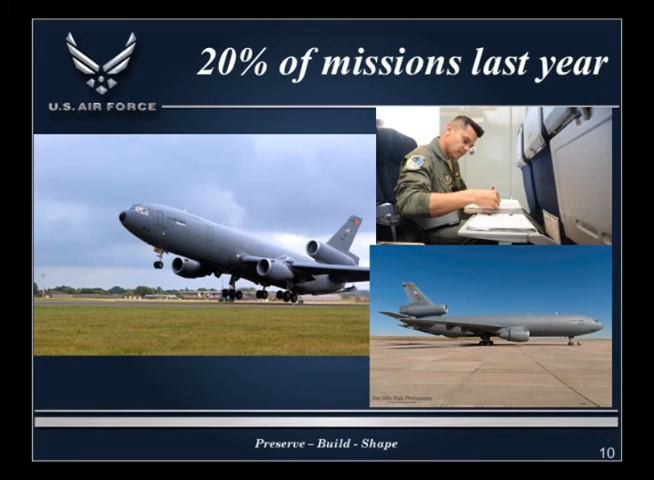 20% of missions last year
U.S. AIR FORCE
Preserve – Build - Shape
10